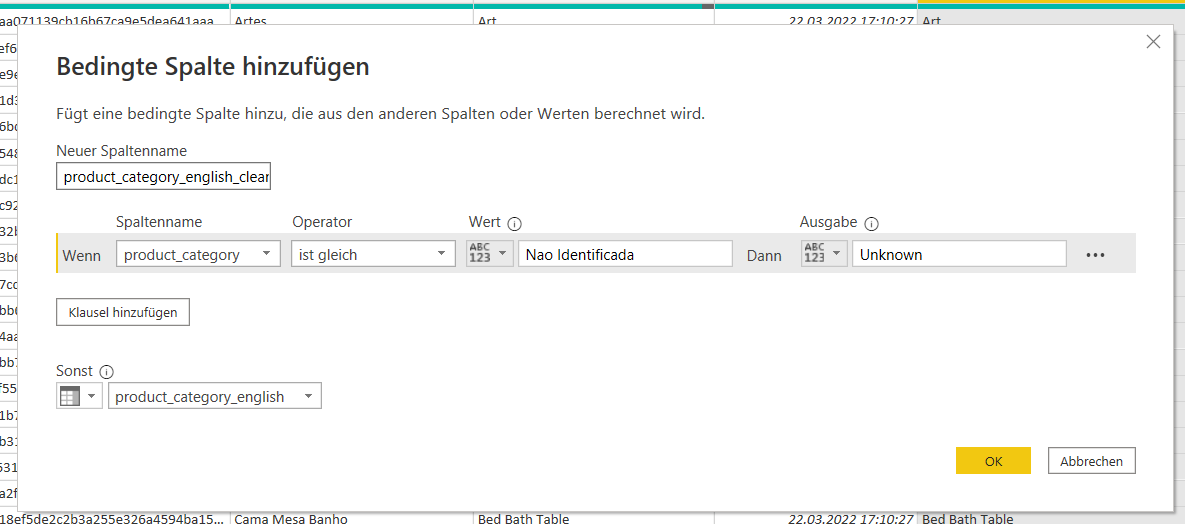 aa071139cb16b67ca9e5dea641aaa Artes Art 22.03.2022 17:10:27 Art
Bedingte Spalte hinzufügen
Fügt eine bedingte Spalte hinzu, die aus den anderen Spalten oder Werten berechnet wird.
Neuer Spaltenname
product_category_english_clean
Spaltenname Operator Wert Ausgabe
Wenn product_category ist gleich ABC 123 Nao Identificada Dann ABC 123 Unknown ...
Klausel hinzufügen
Sonst
product_category_english
OK Abbrechen
18ef5de2c2b3a255e326a4594ba15... Cama Mesa Banho Bed Bath Table 22.03.2022 17:10:27 Bed Bath Table